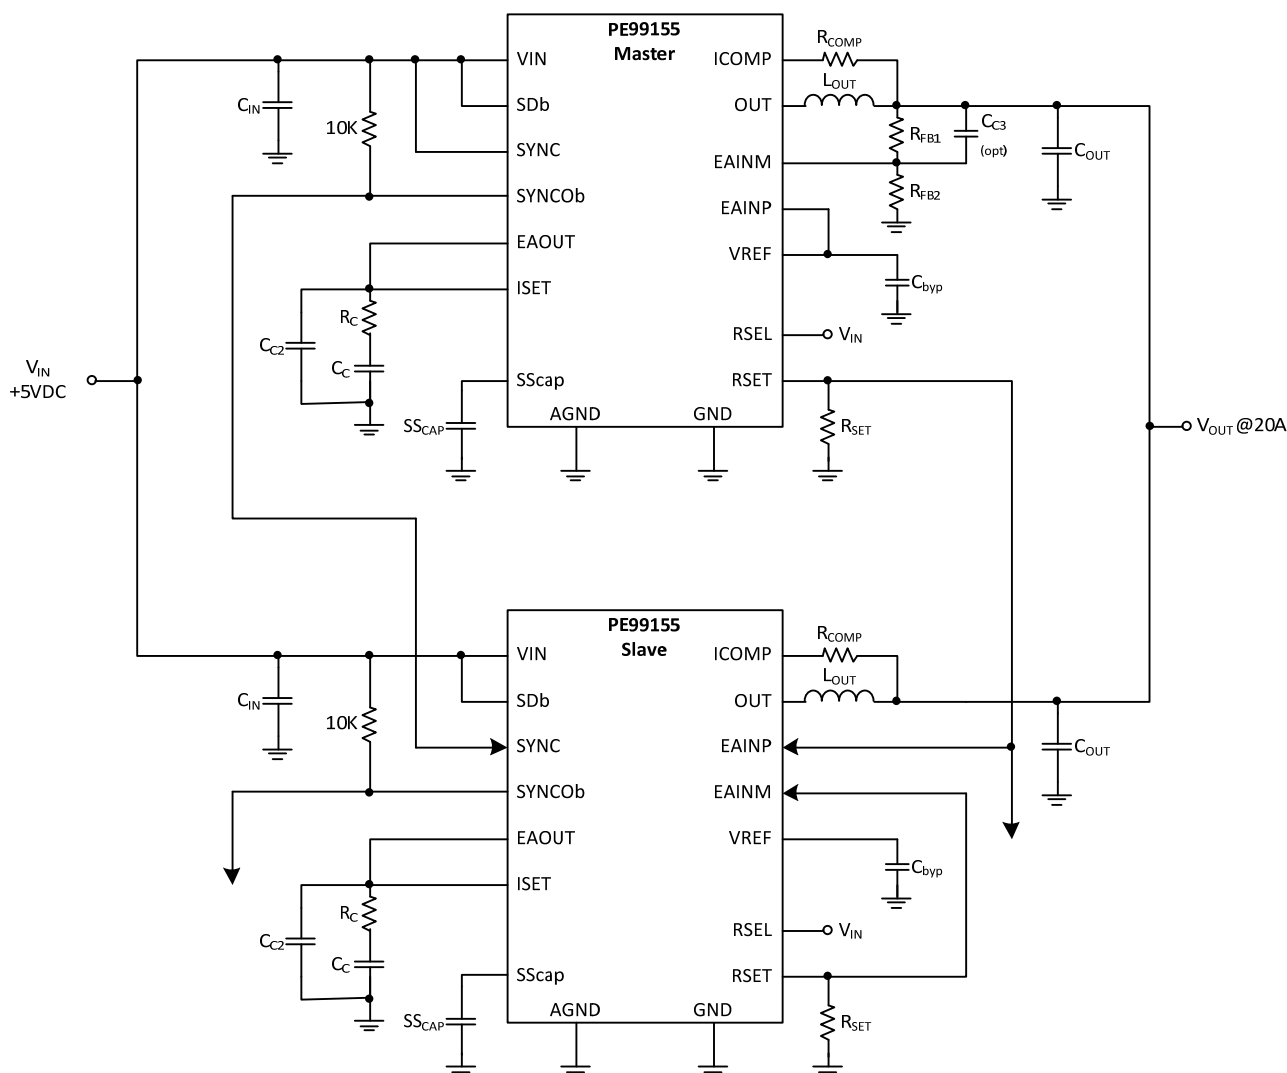 PE99155
Master
VIN
SDb
SYNC
SYNCOb
EAOUT
ISET
SScap
AGND
GND
ICOMP
OUT
EAINM
EAINP
VREF
RSEL
RSET
CIN
10K
RC
CC2
CC
SSCAP
RCOMP
LOUT
RFB1
CC3
(opt)
COUT
RFB2
Cbyp
VIN
RSET
VIN
+5VDC
VOUT @20A
PE99155
Slave
VIN
SDb
SYNC
SYNCOb
EAOUT
ISET
SScap
AGND
GND
ICOMP
OUT
EAINP
EAINM
VREF
RSEL
RSET
CIN
10K
RC
CC2
CC
SSCAP
RCOMP
LOUT
COUT
Cbyp
VIN
RSET